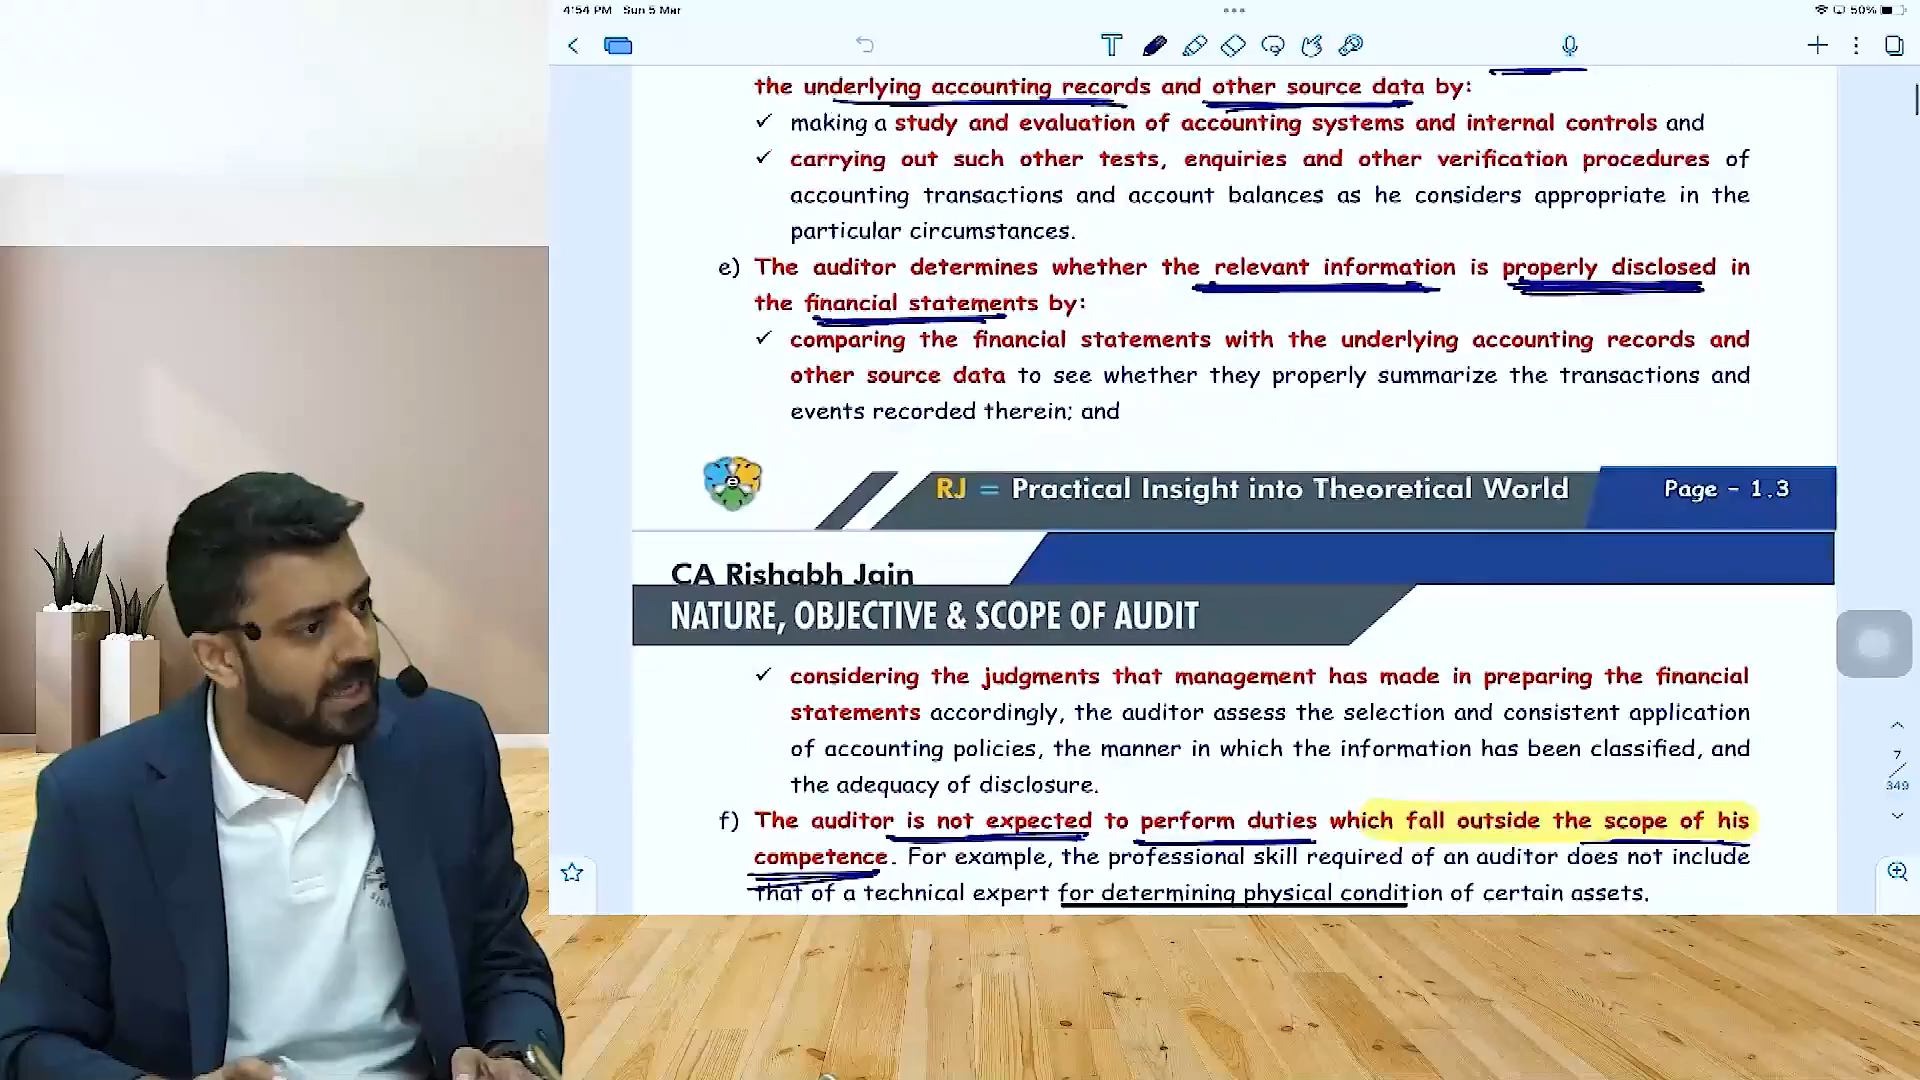 4:54 PM Sun 5 Mar
50%
the underlying accounting records and other source data by:
✓ making a study and evaluation of accounting systems and internal controls and
✓ carrying out such other tests, enquiries and other verification procedures of
accounting transactions and account balances as he considers appropriate in the
particular circumstances.
e) The auditor determines whether the relevant information is properly disclosed in
the financial statements by:
✓ comparing the financial statements with the underlying accounting records and
other source data to see whether they properly summarize the transactions and
events recorded therein; and
RJ = Practical Insight into Theoretical World
Page - 1.3
CA Rishabh Jain
NATURE, OBJECTIVE & SCOPE OF AUDIT
✓ considering the judgments that management has made in preparing the financial
statements accordingly, the auditor assess the selection and consistent application
of accounting policies, the manner in which the information has been classified, and
the adequacy of disclosure.
7
349
f) The auditor is not expected to perform duties which fall outside the scope of his
competence. For example, the professional skill required of an auditor does not include
that of a technical expert for determining physical condition of certain assets.